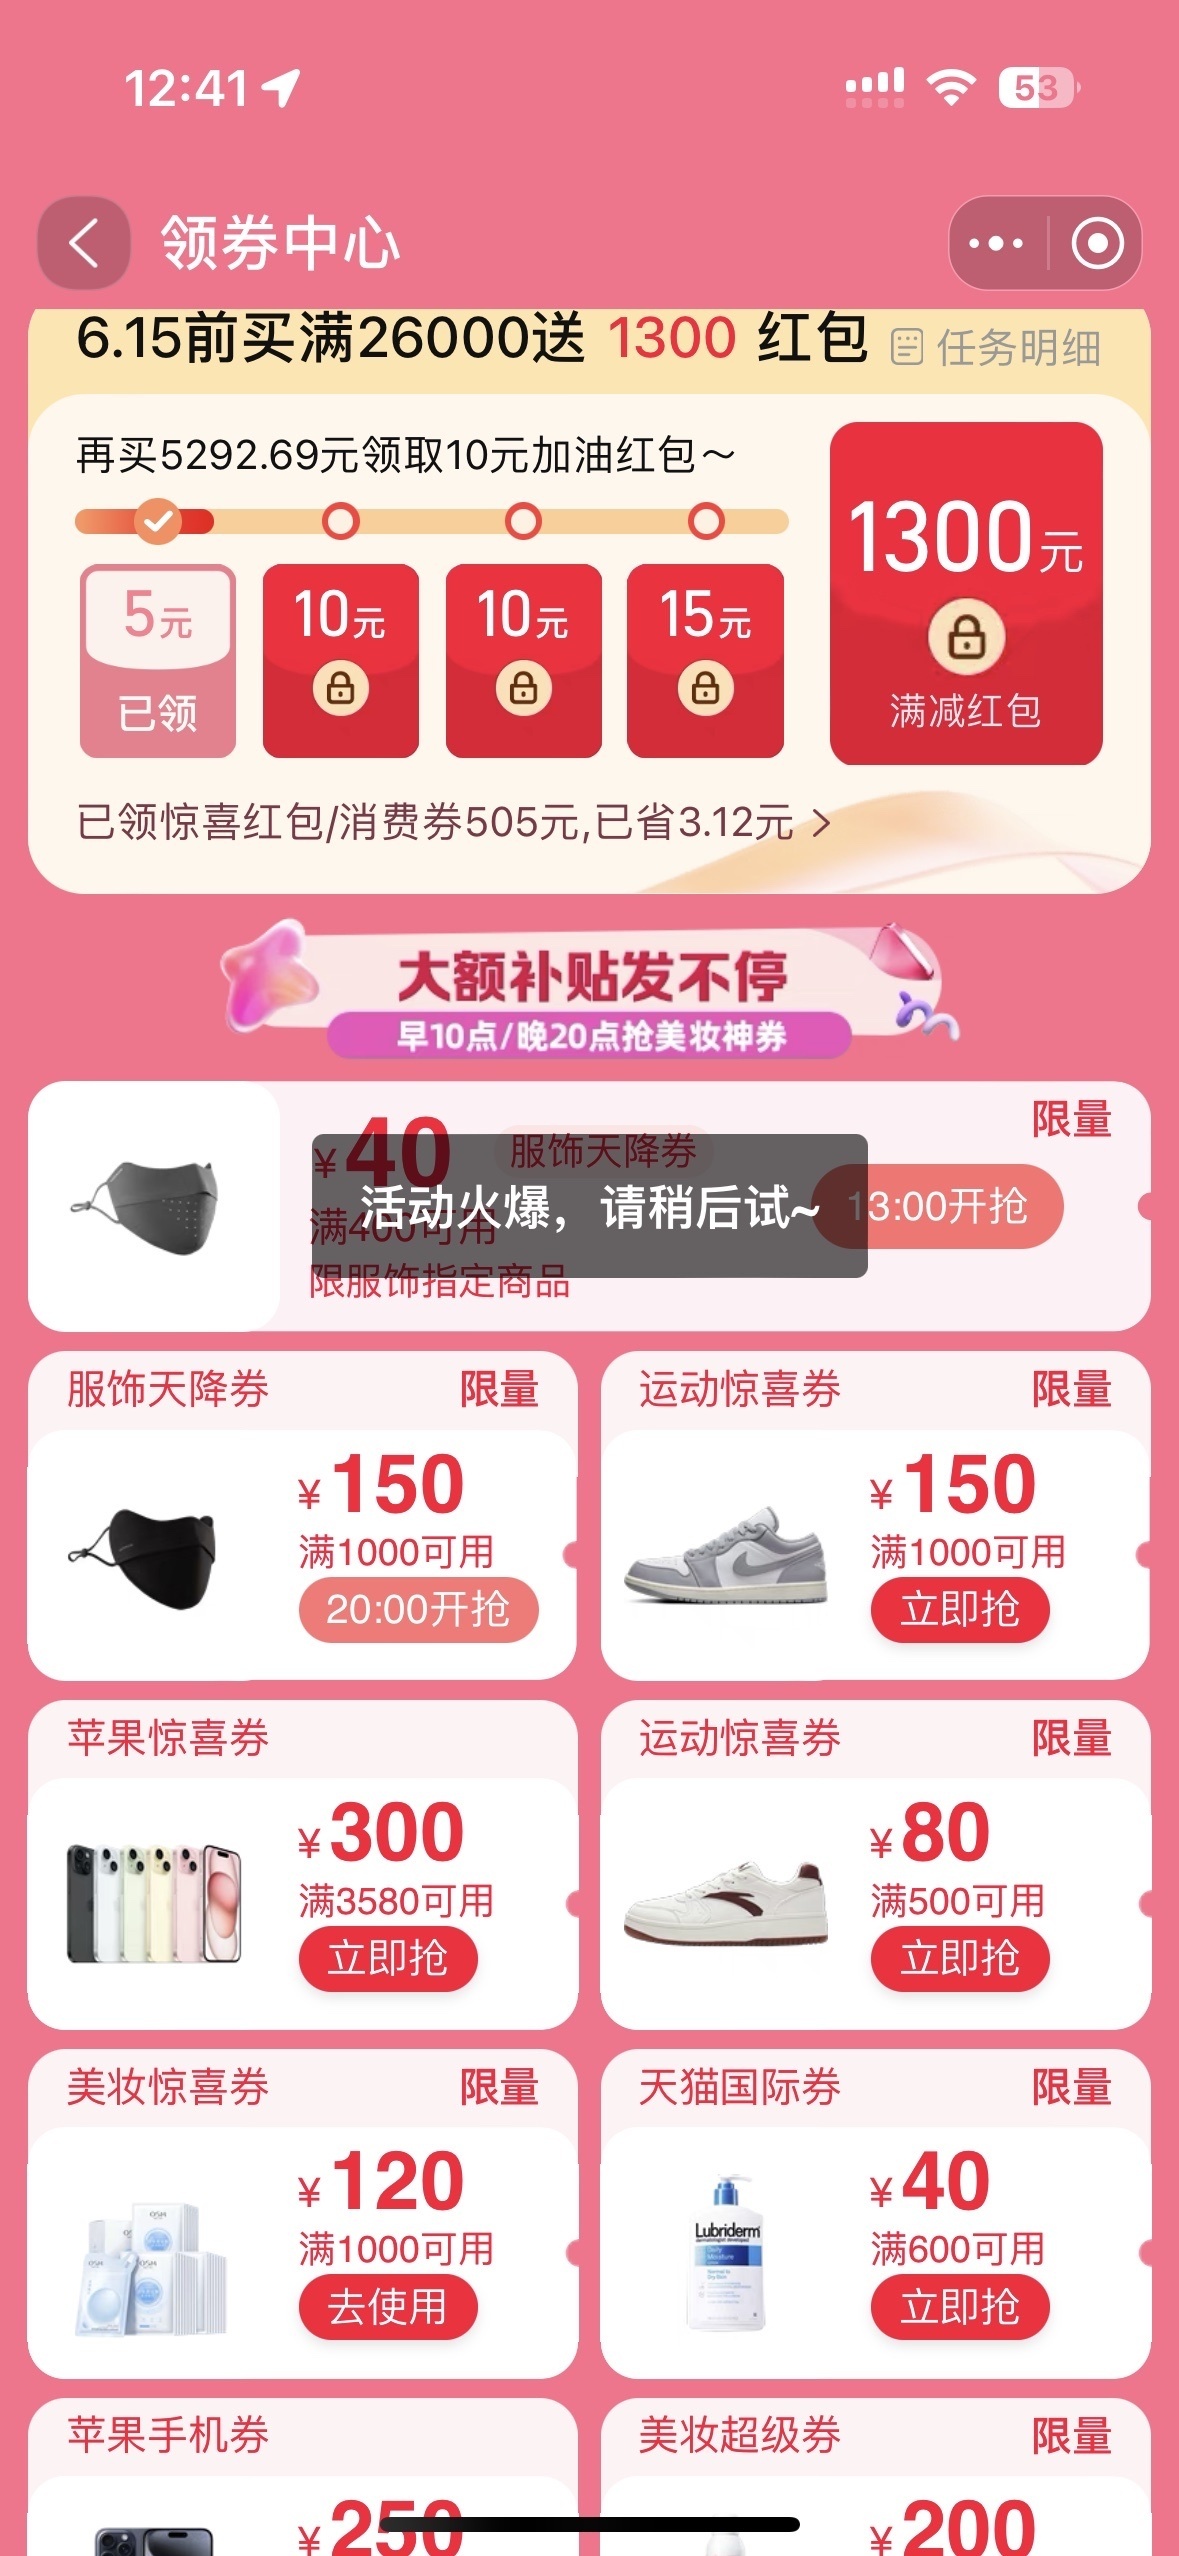 12:41
53
领券中心
6.15前买满26000送 1300 红包 任务明细
再买5292.69元领取10元加油红包～
5元
已领
10元
10元
15元
1300元
满减红包
已领惊喜红包/消费券505元,已省3.12元 >
大额补贴发不停
早10点/晚20点抢美妆神券
限量
¥40 服饰天降券
满400可用
限服饰指定商品
13:00开抢
活动火爆，请稍后试~
服饰天降券 限量
¥150
满1000可用
20:00开抢
运动惊喜券 限量
¥150
满1000可用
立即抢
苹果惊喜券
¥300
满3580可用
立即抢
运动惊喜券 限量
¥80
满500可用
立即抢
美妆惊喜券 限量
¥120
满1000可用
去使用
天猫国际券 限量
Lubriderm
¥40
满600可用
立即抢
苹果手机券
¥250
美妆超级券 限量
¥200